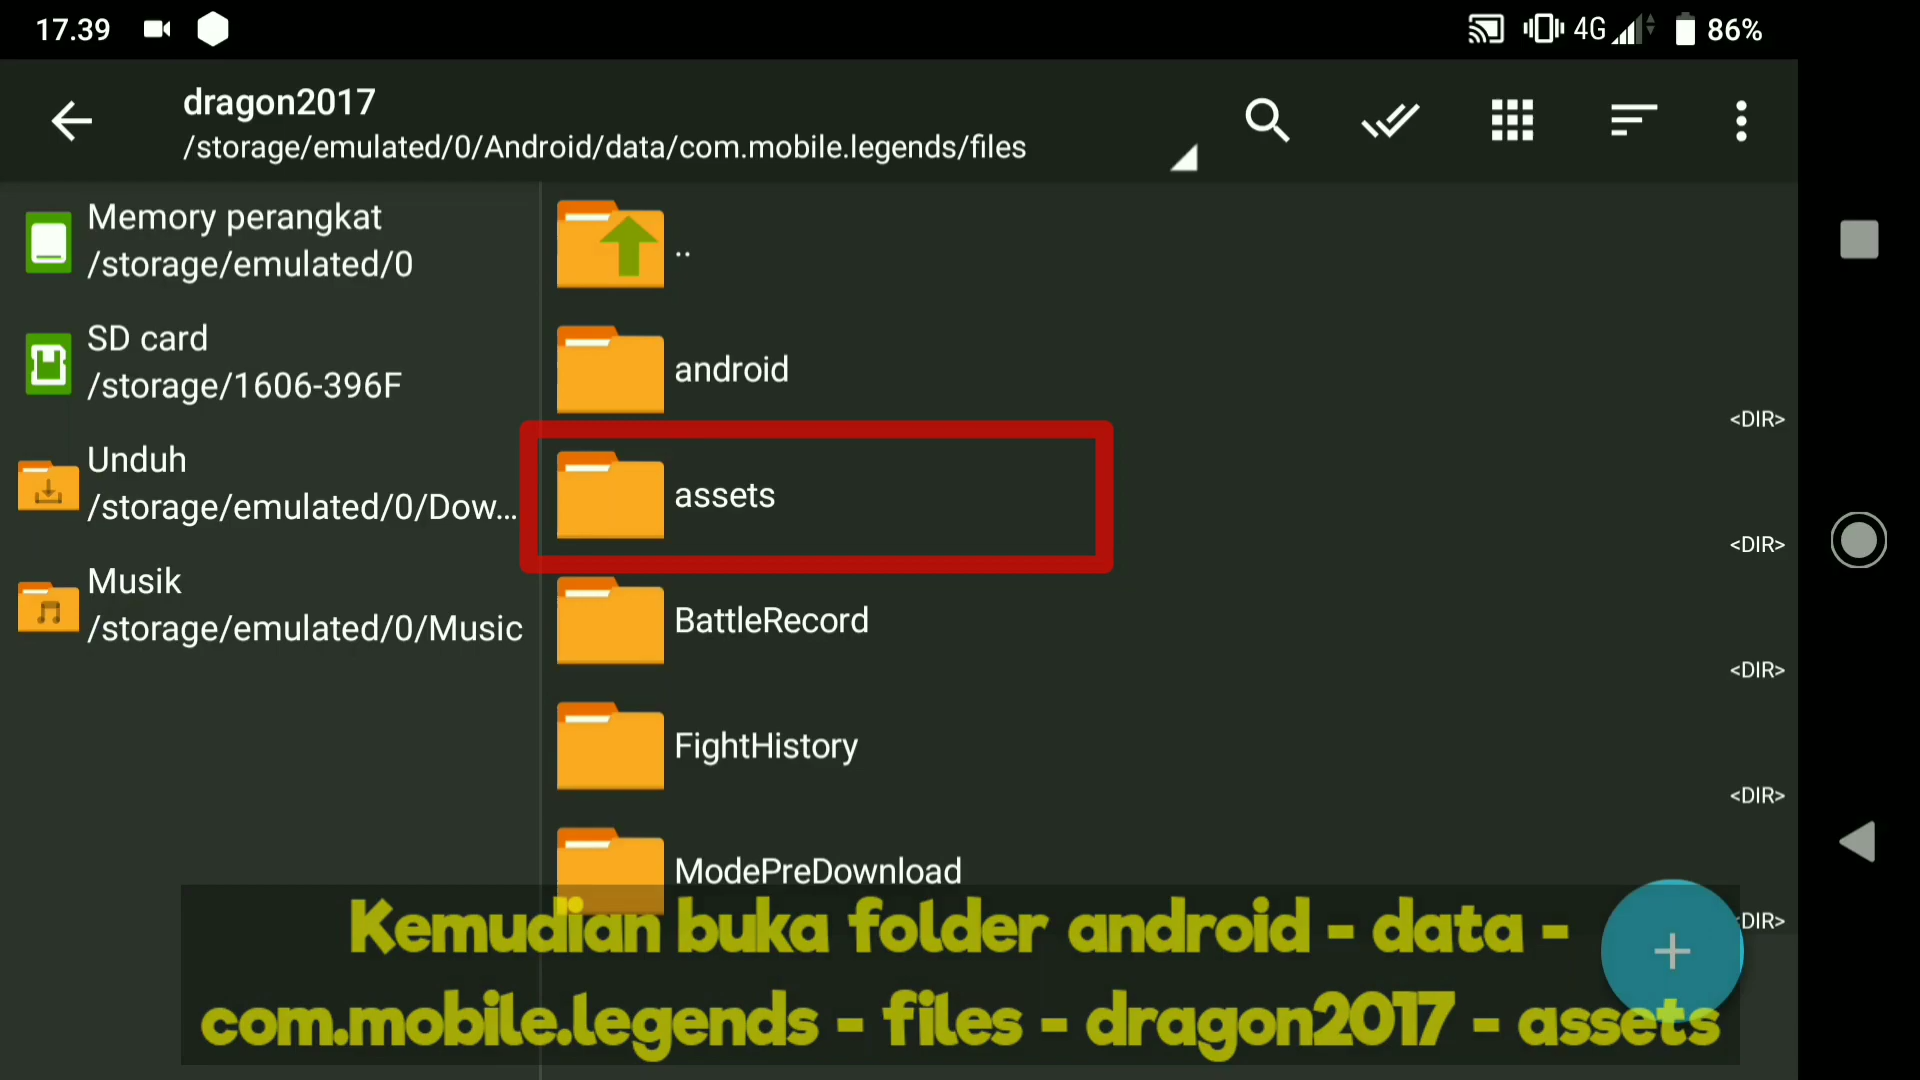 17.39
4G
86%
dragon2017
/storage/emulated/0/Android/data/com.mobile.legends/files
Memory perangkat
/storage/emulated/0
SD card
/storage/1606-396F
Unduh
/storage/emulated/0/Dow...
Musik
/storage/emulated/0/Music
..
android
<DIR>
assets
<DIR>
BattleRecord
<DIR>
FightHistory
<DIR>
ModePreDownload
DIR>
Kemudian buka folder android - data -
com.mobile.legends - files - dragon2017 - assets